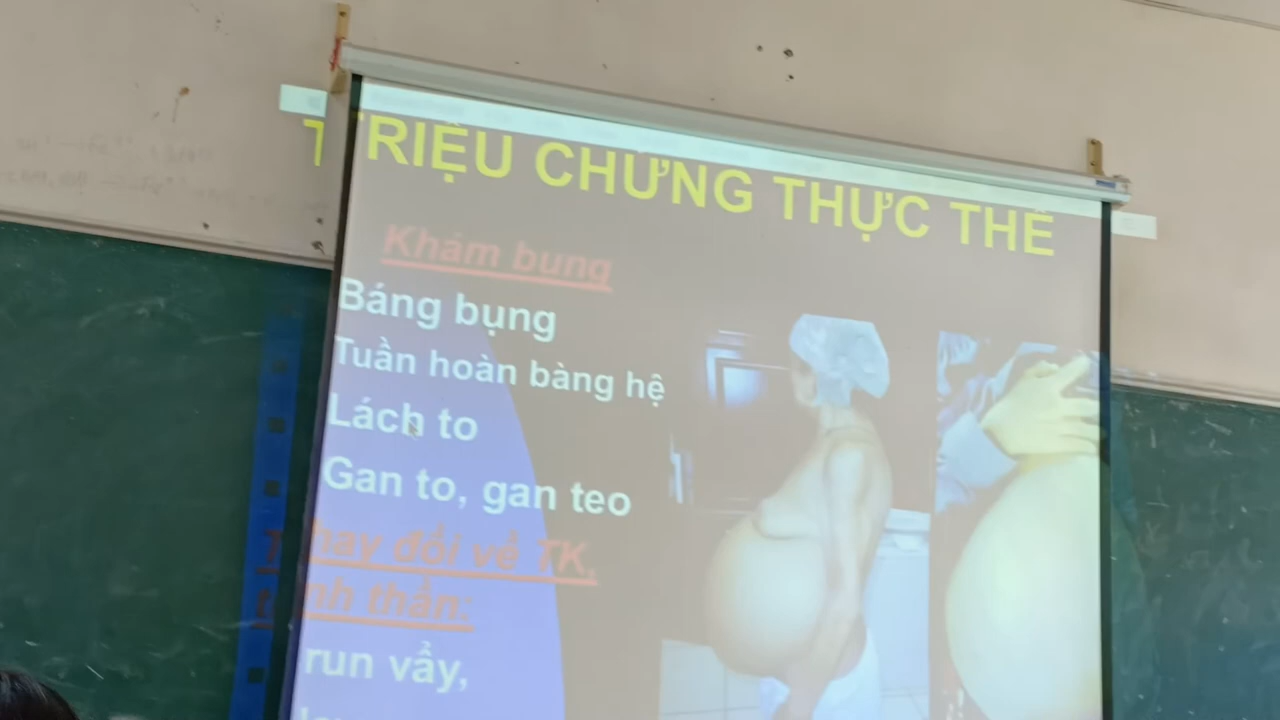 TRIỆU CHỨNG THỰC THỂ
Khám bụng
Báng bụng
Tuần hoàn bàng hệ
Lách to
Gan to, gan teo
Thay đổi về TK,
tinh thần:
run vẩy,